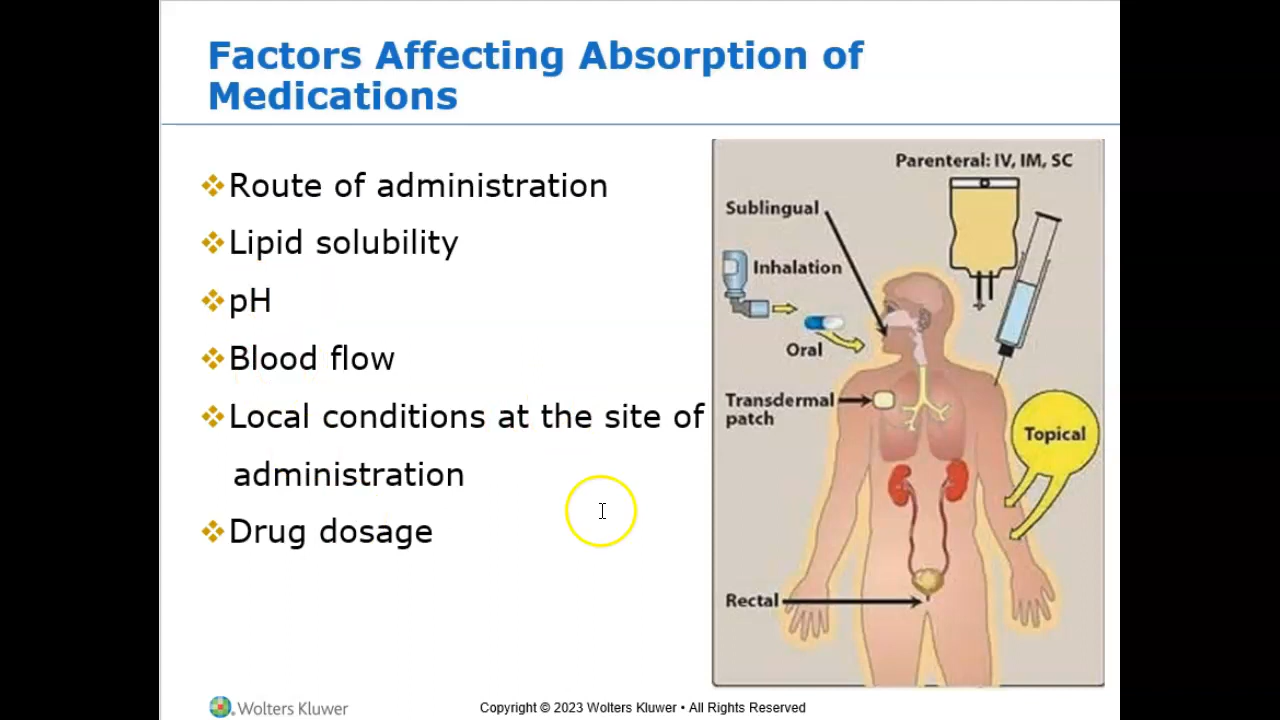 Factors Affecting Absorption of
Medications
Route of administration
Lipid solubility
pH
Blood flow
Local conditions at the site of
administration
Drug dosage
Parenteral: IV, IM, SC
Sublingual
Inhalation
Oral
Transdermal
patch
Topical
Rectal
Wolters Kluwer
Copyright © 2023 Wolters Kluwer • All Rights Reserved